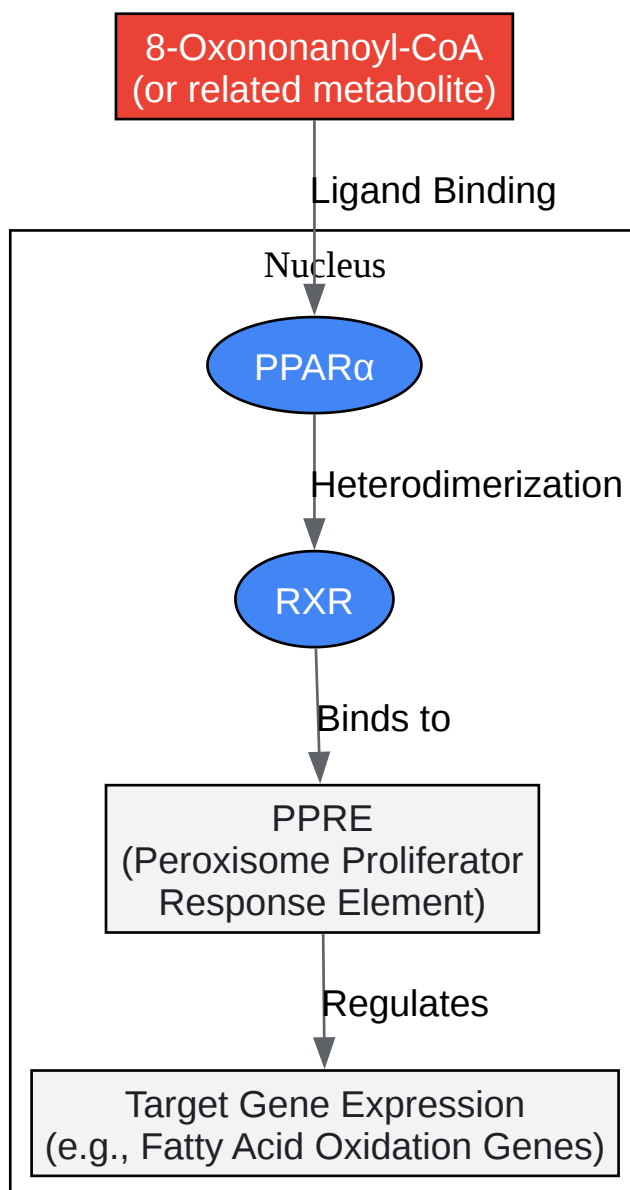 8-Oxononanoyl-CoA
(or related metabolite)
Ligand Binding
Nucleus
PPARα
Heterodimerization
RXR
Binds to
PPRE
(Peroxisome Proliferator
Response Element)
Regulates
Target Gene Expression
(e.g., Fatty Acid Oxidation Genes)